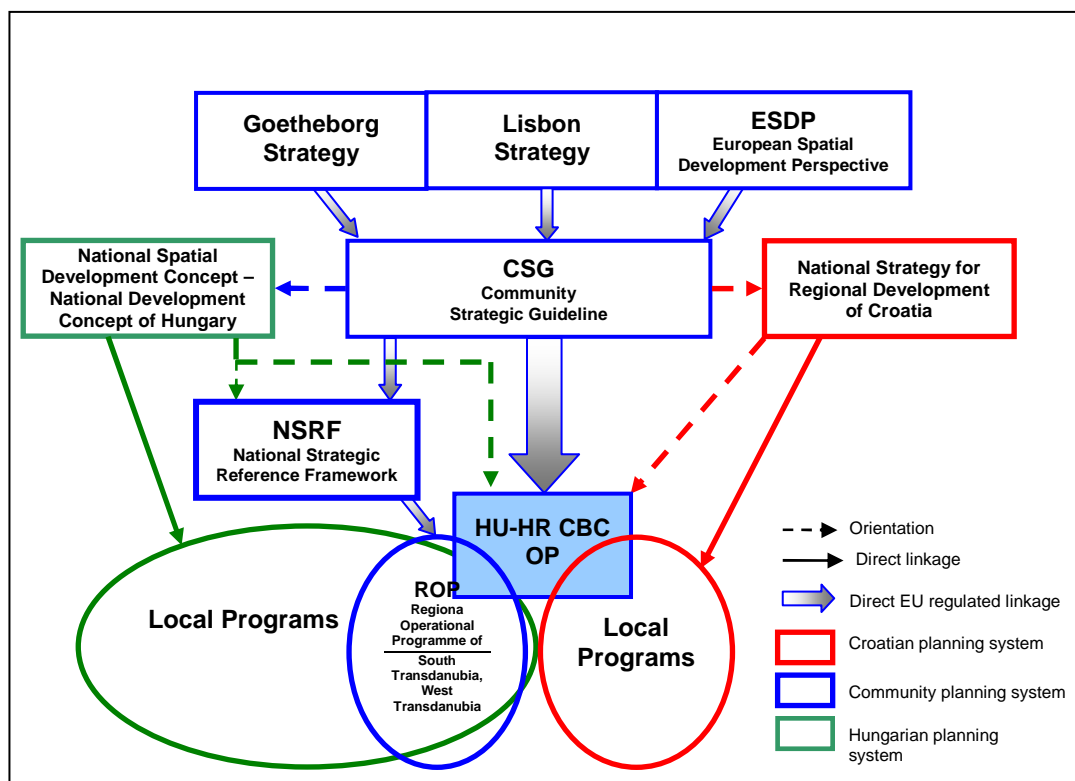 Goetheborg
Strategy
Lisbon
Strategy
ESDP
European Spatial
Development Perspective
National Spatial
Development Concept –
National Development
Concept of Hungary
CSG
Community
Strategic Guideline
National Strategy for
Regional Development
of Croatia
NSRF
National Strategic
Reference Framework
HU-HR CBC
OP
Local Programs
ROP
Regiona
Operational
Programme of
South
Transdanubia,
West
Transdanubia
Local
Programs
Orientation
Direct linkage
Direct EU regulated linkage
Croatian planning system
Community planning system
Hungarian planning
system